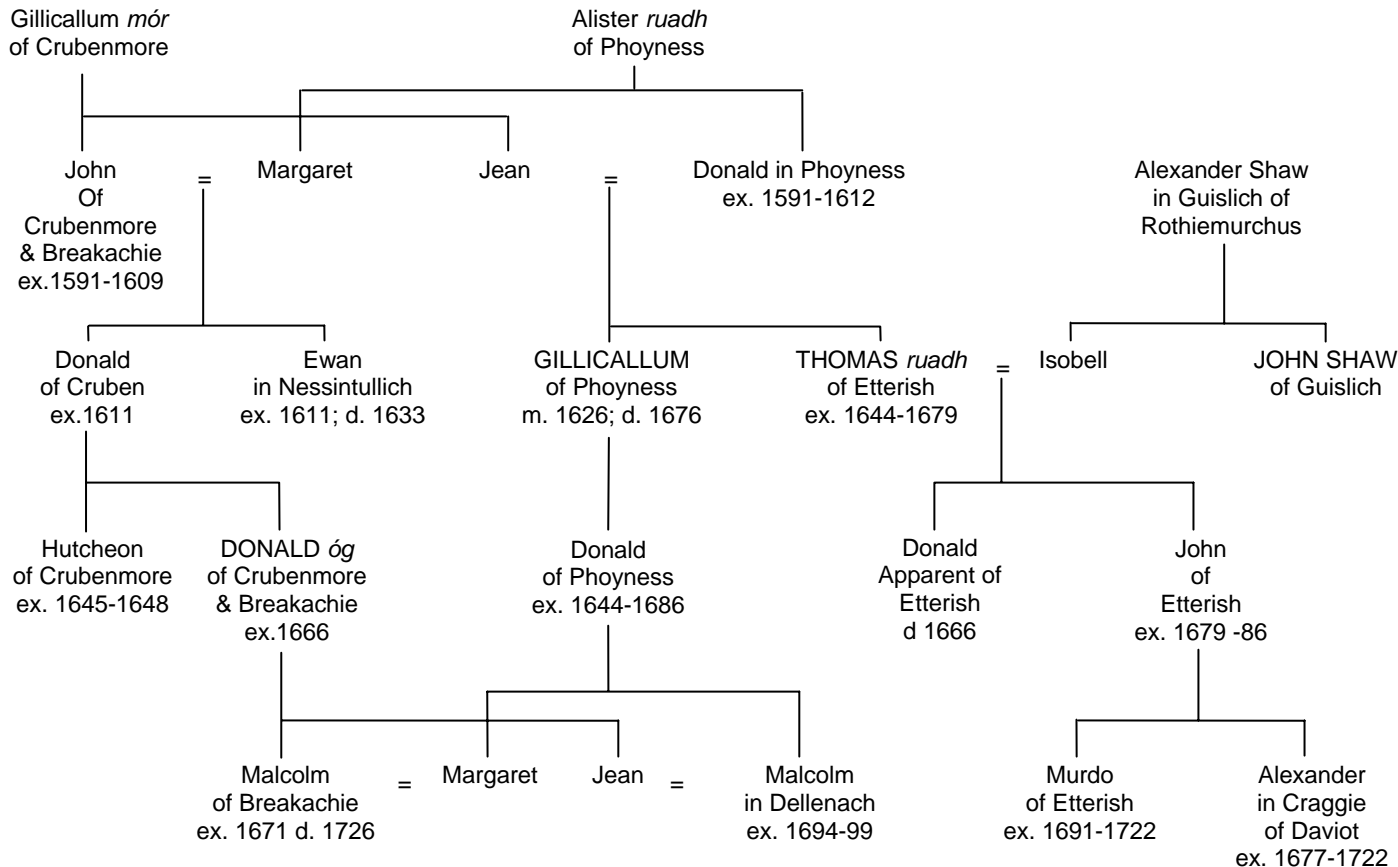 Gillicallum mór
of Crubenmore
Alister ruadh
of Phoyness
John
Of
Crubenmore
& Breakachie
ex.1591-1609
=
Margaret
Jean
=
Donald in Phoyness
ex. 1591-1612
Alexander Shaw
in Guislich of
Rothiemurchus
Donald
of Cruben
ex.1611
Ewan
in Nessintullich
ex. 1611; d. 1633
GILLICALLUM
of Phoyness
m. 1626; d. 1676
THOMAS ruadh
of Etterish
ex. 1644-1679
=
Isobell
JOHN SHAW
of Guislich
Hutcheon
of Crubenmore
ex. 1645-1648
DONALD óg
of Crubenmore
& Breakachie
ex.1666
Donald
of Phoyness
ex. 1644-1686
Donald
Apparent of
Etterish
d 1666
John
of
Etterish
ex. 1679 -86
Malcolm
of Breakachie
ex. 1671 d. 1726
=
Margaret
Jean
=
Malcolm
in Dellenach
ex. 1694-99
Murdo
of Etterish
ex. 1691-1722
Alexander
in Craggie
of Daviot
ex. 1677-1722